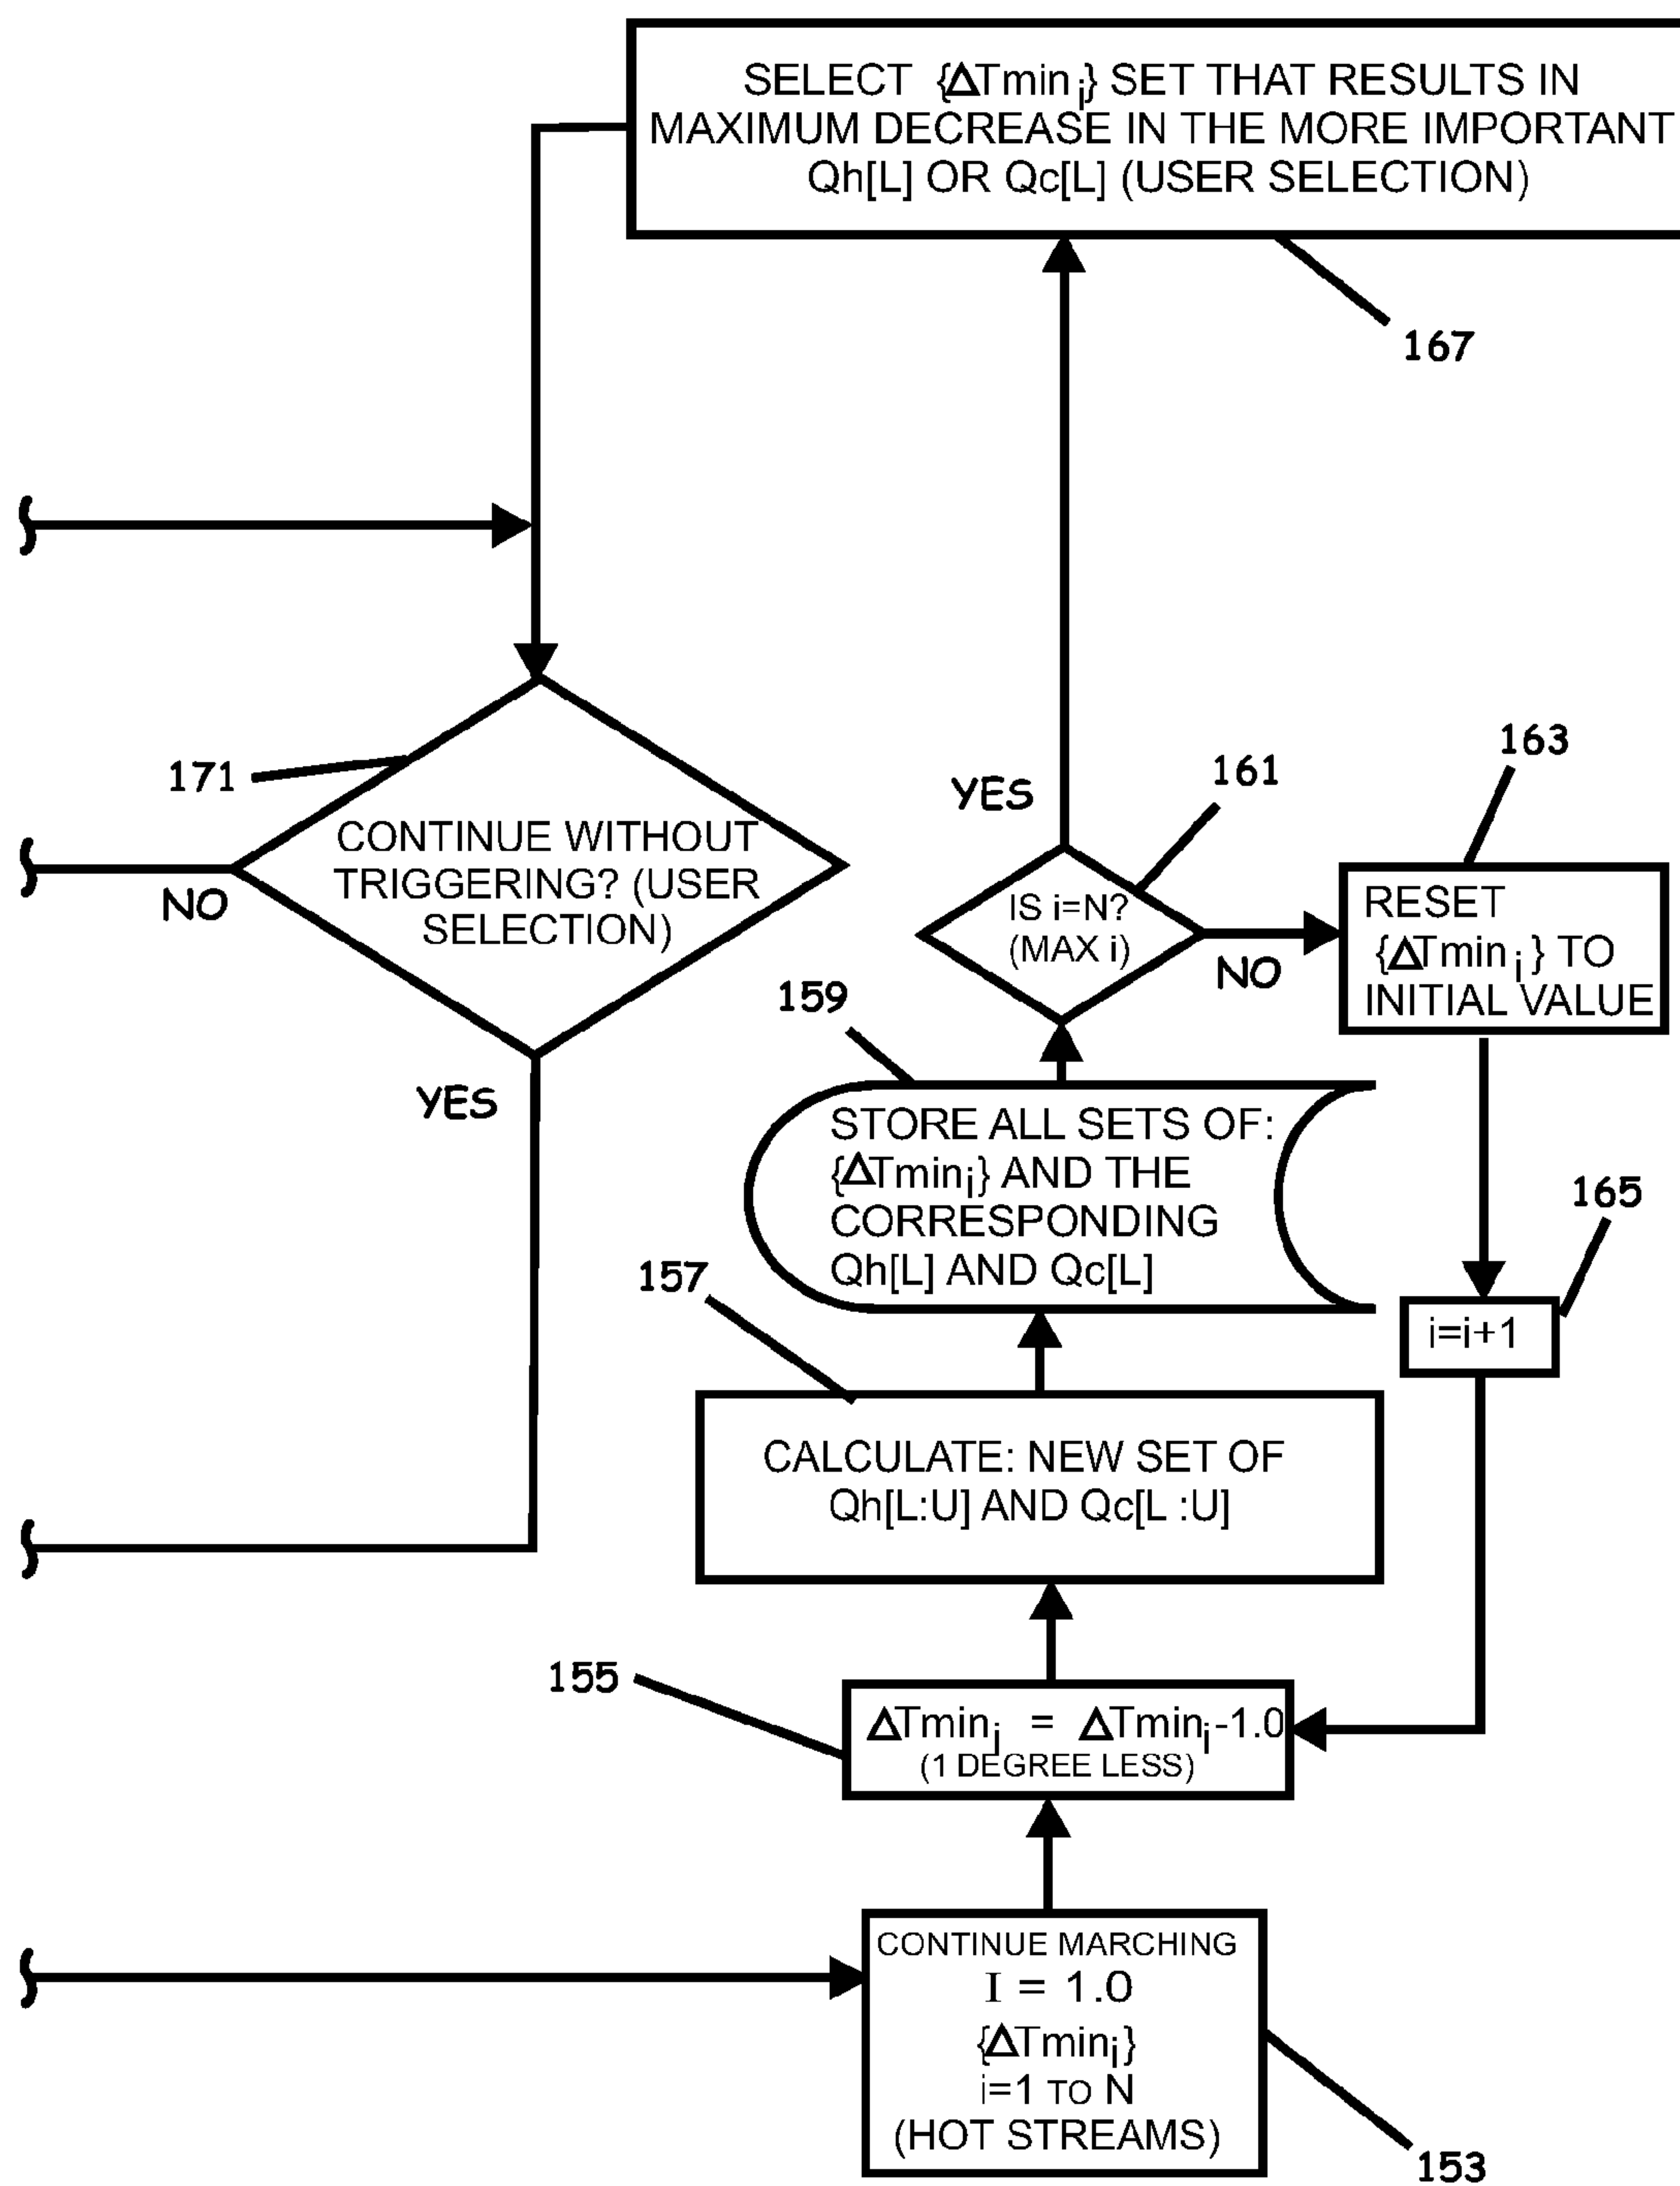 SELECT {ΔTmin i} SET THAT RESULTS IN
MAXIMUM DECREASE IN THE MORE IMPORTANT
Qh[L] OR Qc[L] (USER SELECTION)
167
171
CONTINUE WITHOUT
TRIGGERING? (USER
SELECTION)
NO
YES
YES
161
IS i=N?
(MAX i)
NO
163
RESET
{ΔTmin i} TO
INITIAL VALUE
159
STORE ALL SETS OF:
{ΔTmini} AND THE
CORRESPONDING
Qh[L] AND Qc[L]
165
i=i+1
157
CALCULATE: NEW SET OF
Qh[L:U] AND Qc[L :U]
155
ΔTmini = ΔTmini-1.0
(1 DEGREE LESS)
CONTINUE MARCHING
I = 1.0
{ΔTmini}
i=1 TO N
(HOT STREAMS)
153